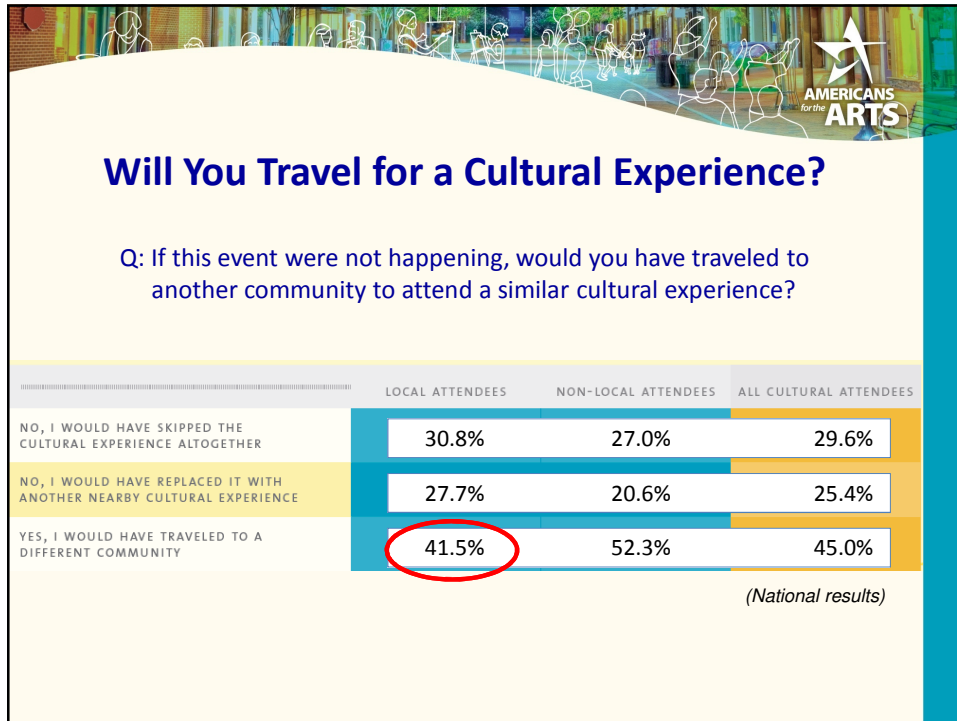 AMERICANS
for the ARTS
Will You Travel for a Cultural Experience?
Q: If this event were not happening, would you have traveled to
another community to attend a similar cultural experience?
LOCAL ATTENDEES NON-LOCAL ATTENDEES ALL CULTURAL ATTENDEES
NO, I WOULD HAVE SKIPPED THE
CULTURAL EXPERIENCE ALTOGETHER
30.8% 27.0% 29.6%
NO, I WOULD HAVE REPLACED IT WITH
ANOTHER NEARBY CULTURAL EXPERIENCE
27.7% 20.6% 25.4%
YES, I WOULD HAVE TRAVELED TO A
DIFFERENT COMMUNITY
41.5% 52.3% 45.0%
(National results)